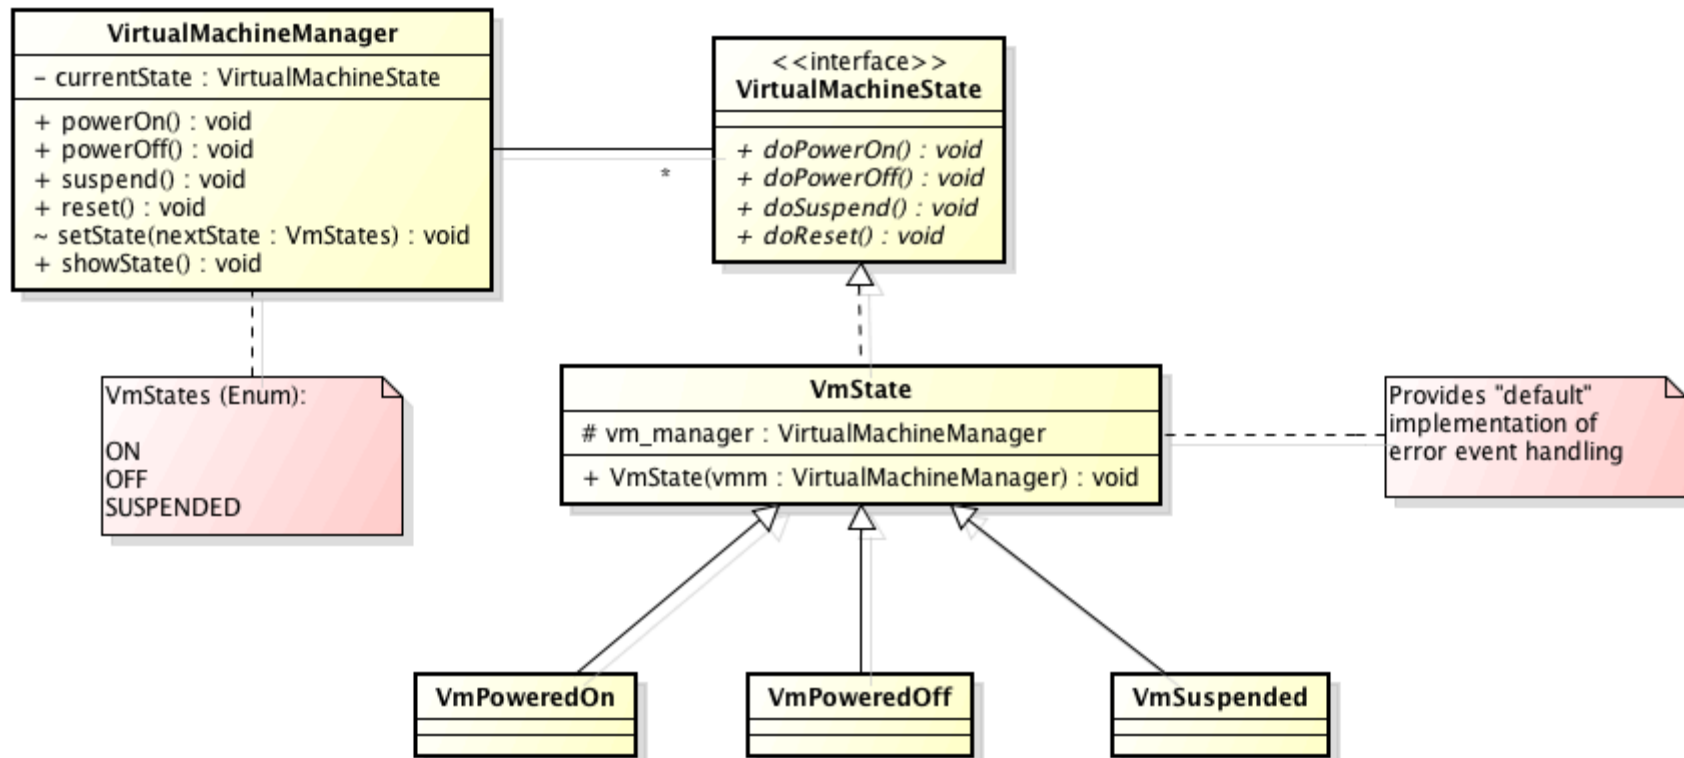 VirtualMachineManager
- currentState : VirtualMachineState
+ powerOn() : void
+ powerOff() : void
+ suspend() : void
+ reset() : void
~ setState(nextState : VmStates) : void
+ showState() : void
*
<<interface>>
VirtualMachineState
+ doPowerOn() : void
+ doPowerOff() : void
+ doSuspend() : void
+ doReset() : void
VmStates (Enum):
ON
OFF
SUSPENDED
VmState
# vm_manager : VirtualMachineManager
+ VmState(vmm : VirtualMachineManager) : void
Provides "default"
implementation of
error event handling
VmPoweredOn
VmPoweredOff
VmSuspended